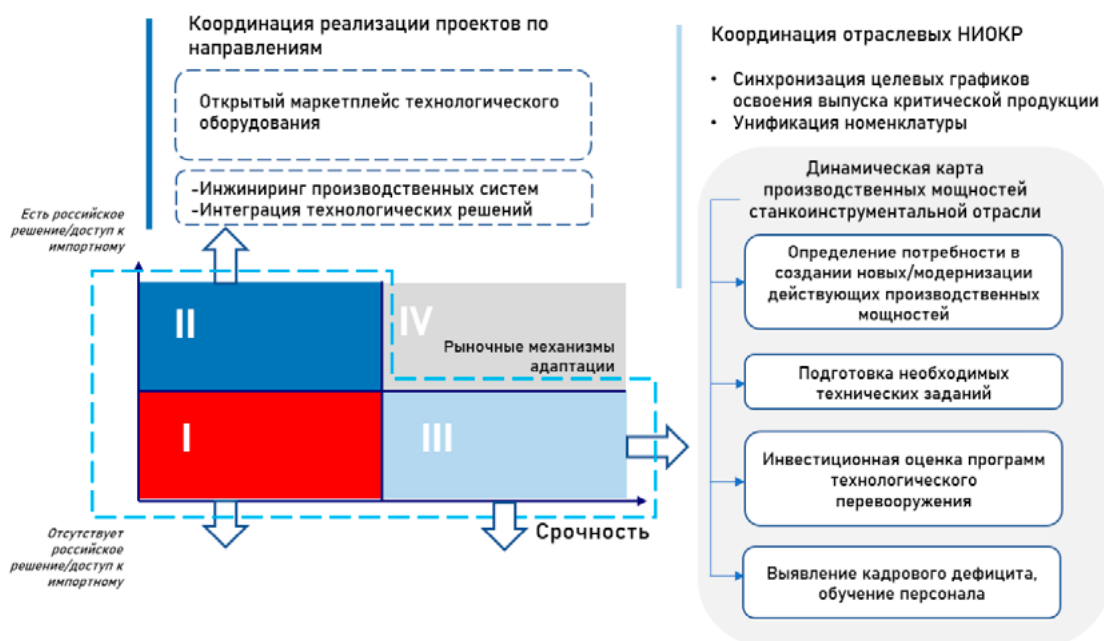 Координация реализации проектов по
направлениям
Открытый маркетплейс технологического
оборудования
-Инжиниринг производственных систем
-Интеграция технологических решений
Координация отраслевых НИОКР
• Синхронизация целевых графиков
освоения выпуска критической продукции
• Унификация номенклатуры
Динамическая карта
производственных мощностей
станкоинструментальной отрасли
Определение потребности в
создании новых/модернизации
действующих производственных
мощностей
Подготовка необходимых
технических заданий
Инвестиционная оценка программ
технологического
перевооружения
Выявление кадрового дефицита,
обучение персонала
Есть российское
решение/доступ к
импортному
II
IV
Рыночные механизмы
адаптации
I
III
Срочность
Отсутствует
российское
решение/доступ к
импортному